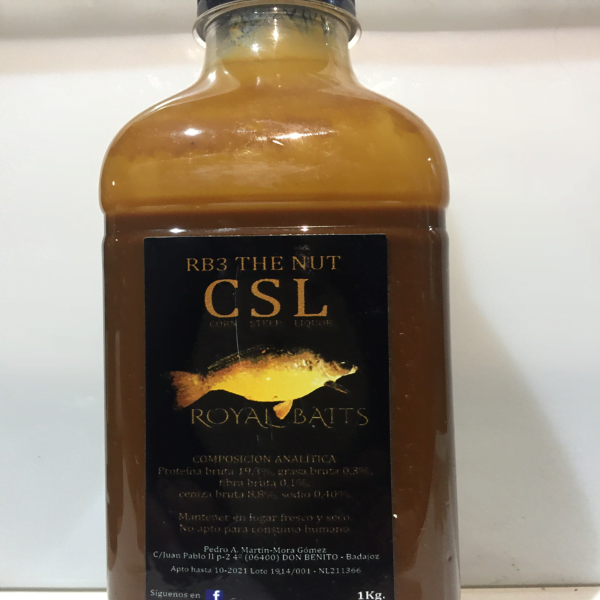 RB3 THE NUT
CSL
CORN STEEP LIQUOR
ROYAL BAITS
COMPOSICION ANALITICA
Proteina bruta 19,3%, grasa bruta 0,3%,
fibra bruta 0,1%,
ceniza bruta 8,8%, sodio 0,40%.
Mantener en lugar fresco y seco.
No apto para consumo humano.
Pedro A. Martin-Mora Gómez
C/Juan Pablo II p-2 4º (06400) DON BENITO - Badajoz
Apto hasta 10-2021 Lote 1914/001 - NL211366
Siguenos en f
1Kg.